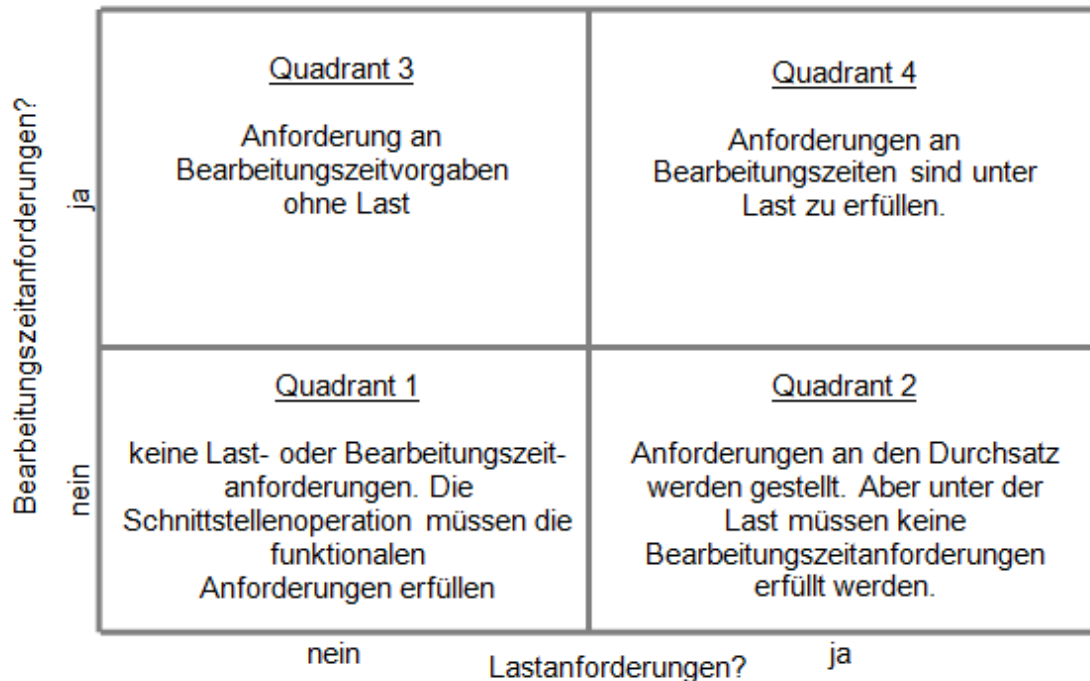 Bearbeitungszeitanforderungen?
ja
nein
Quadrant 3
Anforderung an
Bearbeitungszeitvorgaben
ohne Last
Quadrant 4
Anforderungen an
Bearbeitungszeiten sind unter
Last zu erfüllen.
Quadrant 1
keine Last- oder Bearbeitungszeit-
anforderungen. Die
Schnittstellenoperation müssen die
funktionalen
Anforderungen erfüllen
Quadrant 2
Anforderungen an den Durchsatz
werden gestellt. Aber unter der
Last müssen keine
Bearbeitungszeitanforderungen
erfüllt werden.
nein
Lastanforderungen?
ja